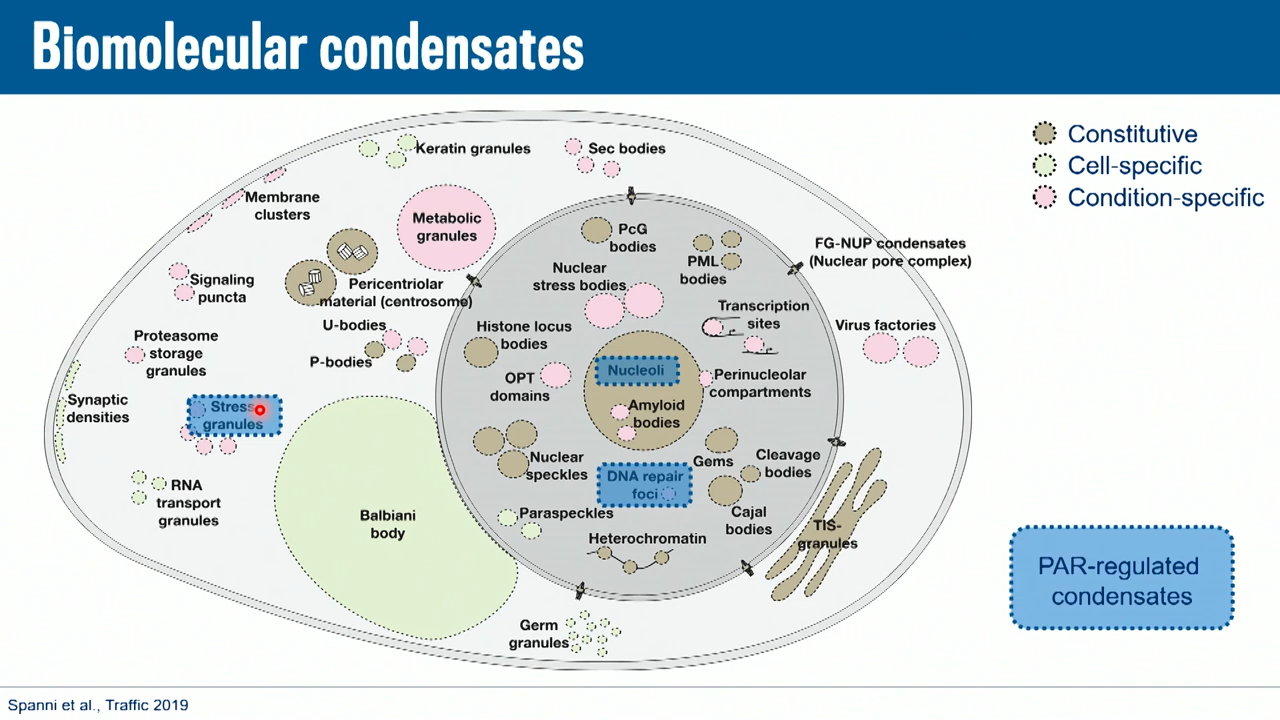 Biomolecular condensates
Constitutive
Cell-specific
Condition-specific
Keratin granules
Sec bodies
Membrane
clusters
Metabolic
granules
PcG
bodies
PML
bodies
FG-NUP condensates
(Nuclear pore complex)
Signaling
puncta
Pericentriolar
material (centrosome)
Nuclear
stress bodies
Transcription
sites
Virus factories
Proteasome
storage
granules
U-bodies
P-bodies
Histone locus
bodies
OPT
domains
Nucleoli
Perinucleolar
compartments
Amyloid
bodies
Synaptic
densities
Stress
granules
Nuclear
speckles
DNA repair
foci
Gems
Cleavage
bodies
Cajal
bodies
RNA
transport
granules
Balbiani
body
Paraspeckles
Heterochromatin
TIS-
granules
Germ
granules
PAR-regulated
condensates
Spanni et al., Traffic 2019